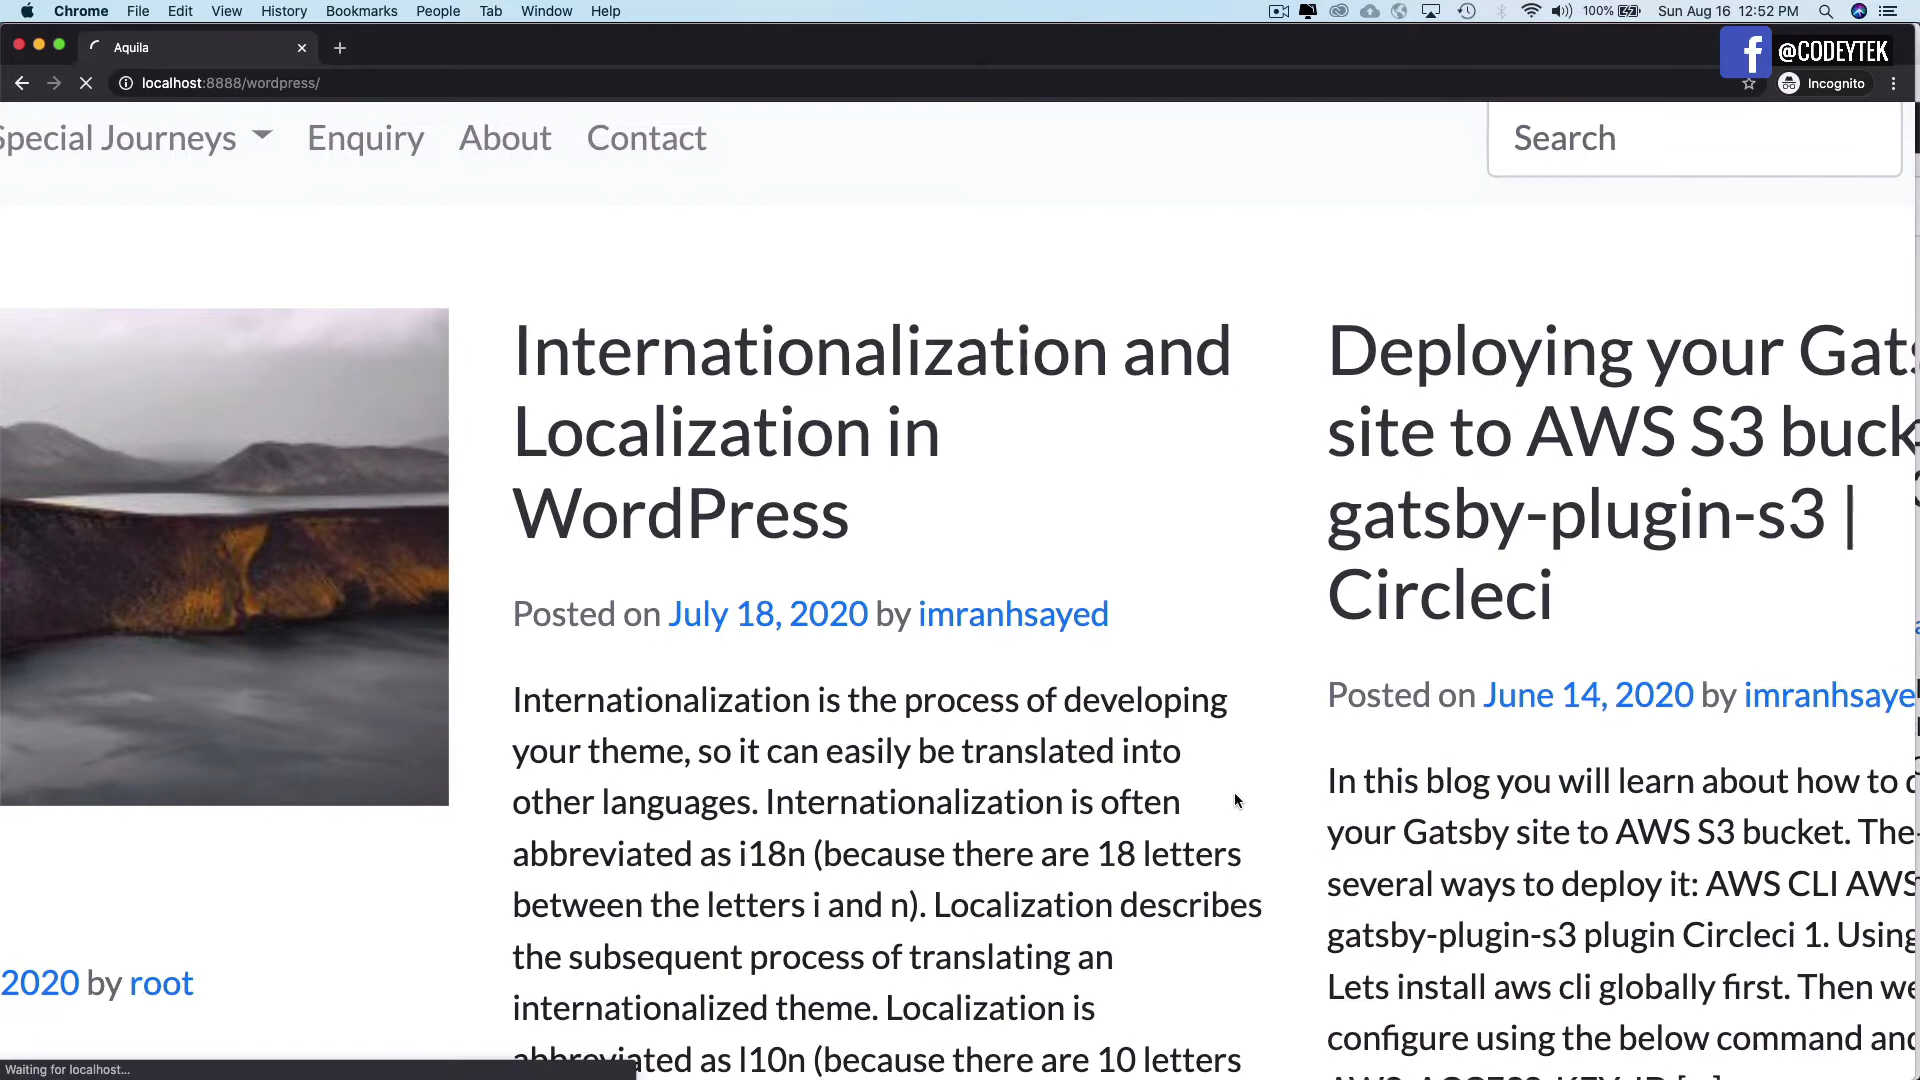 Chrome File Edit View History Bookmarks People Tab Window Help 100% Sun Aug 16 12:52 PM
Aquila
f @CODEYTEK
localhost:8888/wordpress/ Incognito
Special Journeys Enquiry About Contact Search
Internationalization and
Localization in
WordPress
Posted on July 18, 2020 by imranhsayed
Internationalization is the process of developing
your theme, so it can easily be translated into
other languages. Internationalization is often
abbreviated as i18n (because there are 18 letters
between the letters i and n). Localization describes
the subsequent process of translating an
internationalized theme. Localization is
abbreviated as l10n (because there are 10 letters
Deploying your Gats
site to AWS S3 buck
gatsby-plugin-s3 |
Circleci
Posted on June 14, 2020 by imranhsaye
In this blog you will learn about how to
your Gatsby site to AWS S3 bucket. The
several ways to deploy it: AWS CLI AWS
gatsby-plugin-s3 plugin Circleci 1. Using
Lets install aws cli globally first. Then we
configure using the below command and
2020 by root
Waiting for localhost...